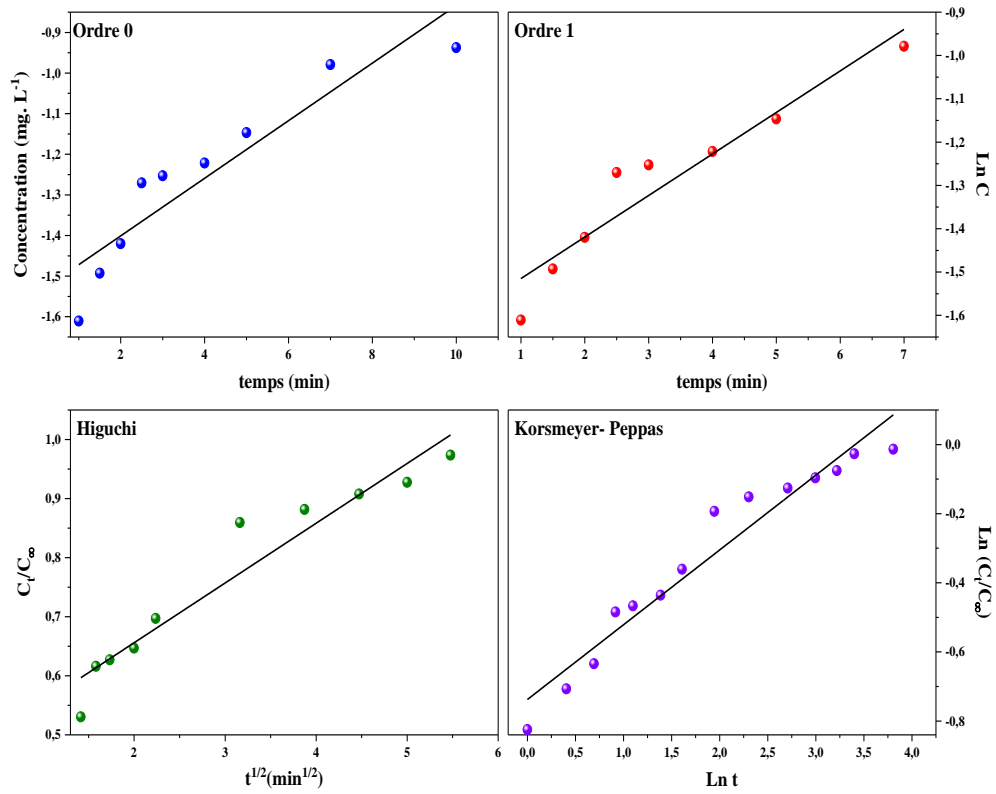 Ordre 0
-0,9
-1,0
-1,1
-1,2
-1,3
-1,4
-1,5
-1,6
Concentration (mg. L⁻¹)
2 4 6 8 10
temps (min)
Ordre 1
-0,9
-1,0
-1,1
-1,2
-1,3
-1,4
-1,5
-1,6
Ln C
1 2 3 4 5 6 7
temps (min)
Higuchi
1,0
0,9
0,8
0,7
0,6
0,5
Cₜ/C∞
2 3 4 5 6
t¹/²(min¹/²)
Korsmeyer- Peppas
0,0
-0,2
-0,4
-0,6
-0,8
Ln (Cₜ/C∞)
0,0 0,5 1,0 1,5 2,0 2,5 3,0 3,5 4,0
Ln t